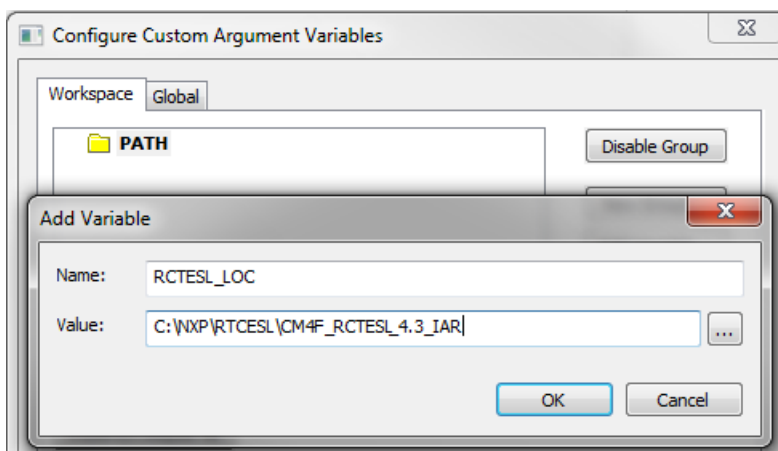 Configure Custom Argument Variables
Workspace
Global
PATH
Disable Group
Add Variable
Name:
RCTESL_LOC
Value:
C:\NXP\RTCESL\CM4F_RCTESL_4.3_IAR
...
OK
Cancel